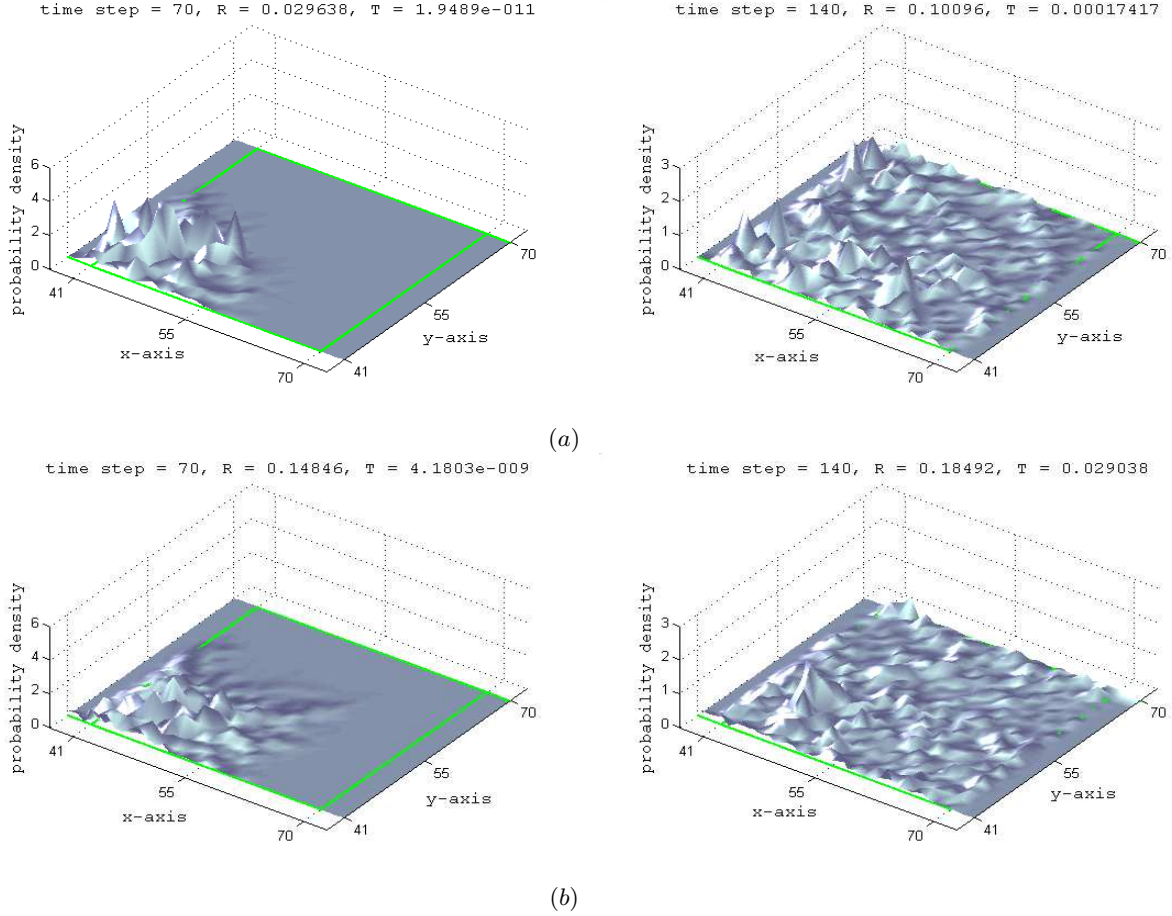 time step = 70, R = 0.029638, T = 1.9489e-011
probability density
6
4
2
0
41
55
70
x-axis
41
55
70
y-axis
time step = 140, R = 0.10096, T = 0.00017417
probability density
3
2
1
0
41
55
70
x-axis
41
55
70
y-axis
(a)
time step = 70, R = 0.14846, T = 4.1803e-009
probability density
6
4
2
0
41
55
70
x-axis
41
55
70
y-axis
time step = 140, R = 0.18492, T = 0.029038
probability density
3
2
1
0
41
55
70
x-axis
41
55
70
y-axis
(b)